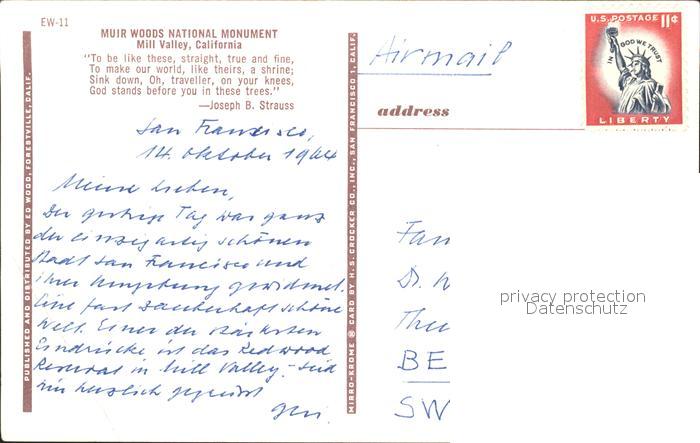 EW-11
MUIR WOODS NATIONAL MONUMENT
Mill Valley, California
"To be like these, straight, true and fine,
To make our world, like theirs, a shrine;
Sink down, Oh, traveller, on your knees,
God stands before you in these trees."
—Joseph B. Strauss
San Francisco,
14. Oktober 1964
Meine Lieben,
Der gestrige Tag war ganz
der einzigartig schönen
Stadt San Francisco und
ihrer Umgebung gewidmet.
Eine fast zauberhaft schöne
Welt. Einer der stärksten
Eindrücke ist das Redwood
in Mill Valley. - Seid
herzlich gegrüsst
PUBLISHED AND DISTRIBUTED BY ED WOOD, FORESTVILLE, CALIF.
MIRRO-KROME ® CARD BY H. S. CROCKER CO., INC., SAN FRANCISCO 1, CALIF.
Airmail
U.S. POSTAGE 11¢
IN GOD WE TRUST
LIBERTY
address
Fam
Dr.
BE
SW
privacy protection
Datenschutz